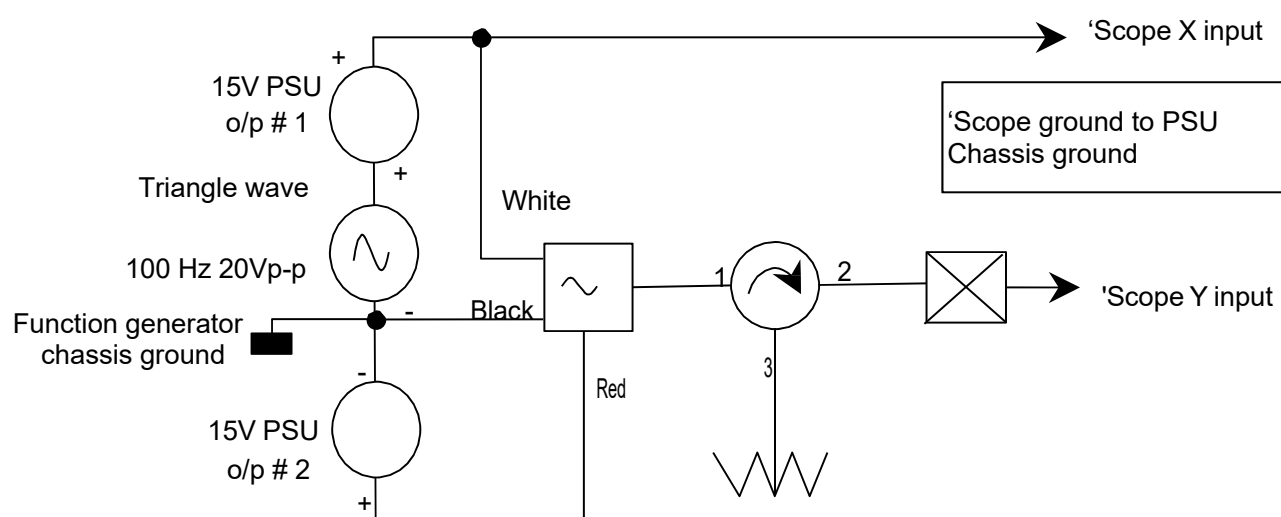 ‘Scope X input
+
15V PSU
o/p # 1
‘Scope ground to PSU
Chassis ground
+
Triangle wave
White
100 Hz 20Vp-p
1
2
'Scope Y input
-
Black
Function generator
chassis ground
-
3
Red
15V PSU
o/p # 2
+